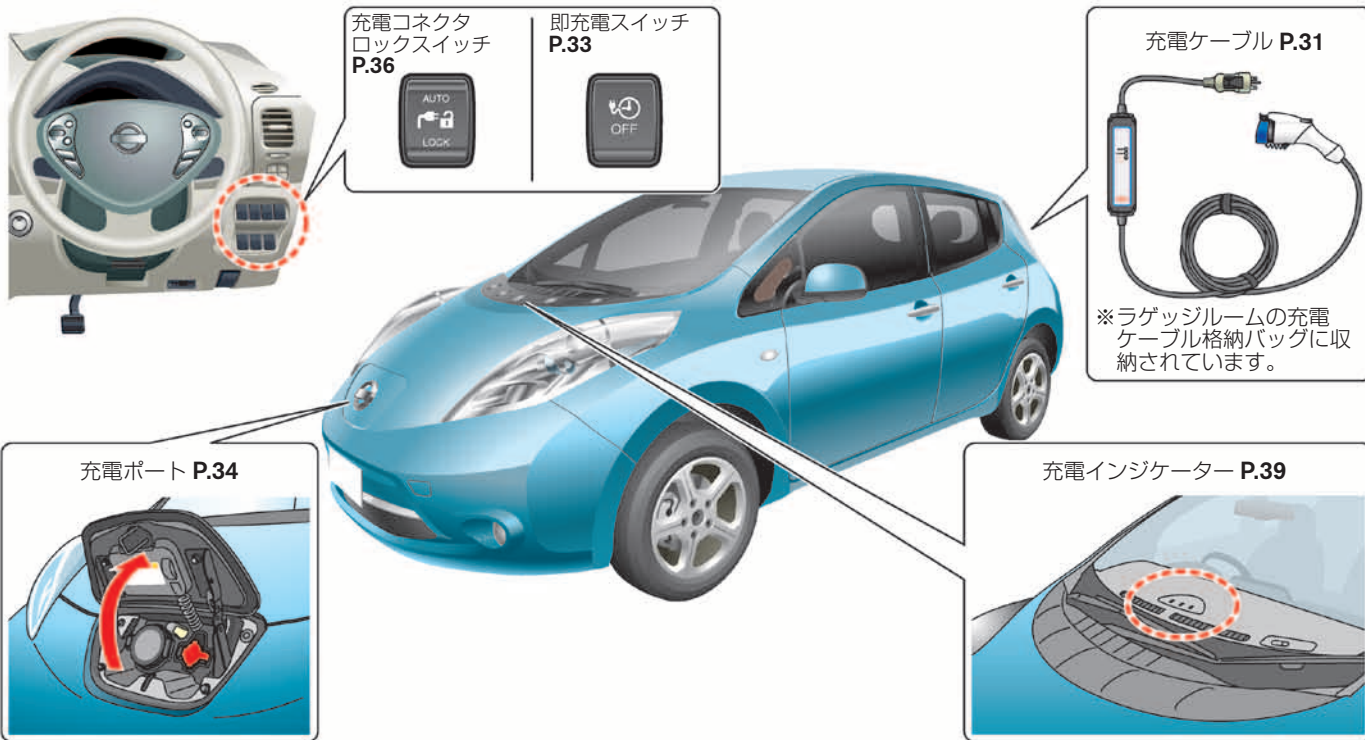 充電コネクタ
ロックスイッチ
P.36
AUTO
LOCK
即充電スイッチ
P.33
OFF
充電ケーブル P.31
※ラゲッジルームの充電
ケーブル格納バッグに収
納されています。
充電ポート P.34
充電インジケーター P.39